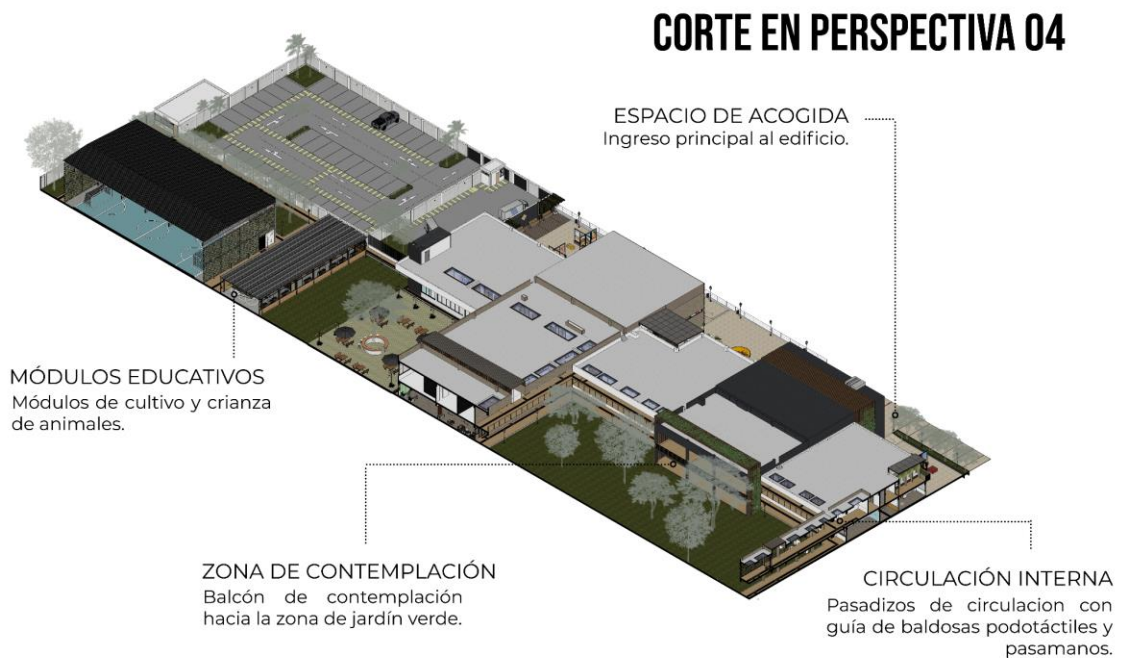 CORTE EN PERSPECTIVA 04
ESPACIO DE ACOGIDA
Ingreso principal al edificio.
MÓDULOS EDUCATIVOS
Módulos de cultivo y crianza
de animales.
ZONA DE CONTEMPLACIÓN
Balcón de contemplación
hacia la zona de jardín verde.
CIRCULACIÓN INTERNA
Pasadizos de circulacion con
guía de baldosas podotáctiles y
pasamanos.